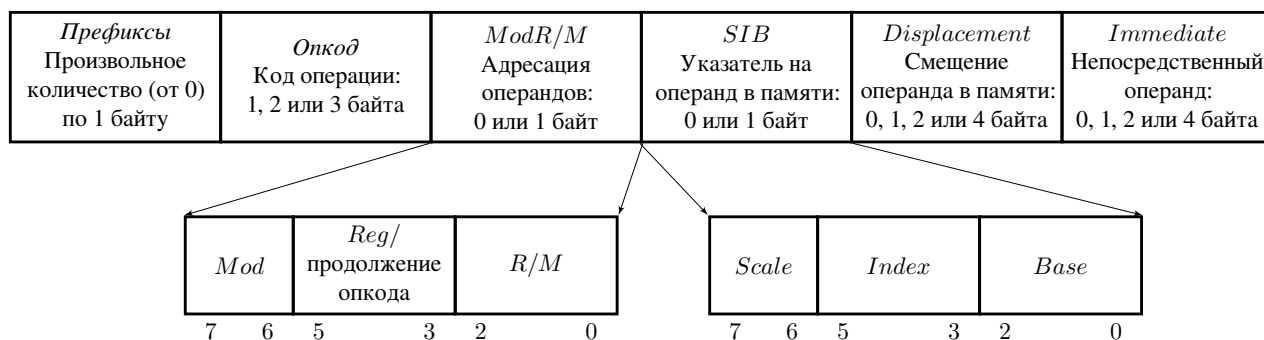 Префиксы
Произвольное
количество (от 0)
по 1 байту
Опкод
Код операции:
1, 2 или 3 байта
ModR/M
Адресация
операндов:
0 или 1 байт
SIB
Указатель на
операнд в памяти:
0 или 1 байт
Displacement
Смещение
операнда в памяти:
0, 1, 2 или 4 байта
Immediate
Непосредственный
операнд:
0, 1, 2 или 4 байта
Mod
Reg/
продолжение
опкода
R/M
Scale
Index
Base
7 6 5 3 2 0
7 6 5 3 2 0